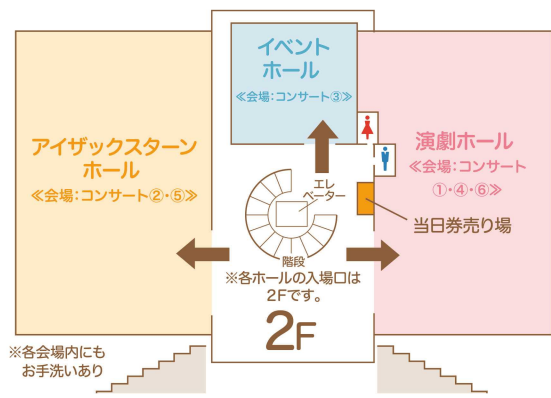 イベント
ホール
≪会場：コンサート③≫
アイザックスターン
ホール
≪会場：コンサート②・⑤≫
演劇ホール
≪会場：コンサート
①・④・⑥≫
エレ
ベーター
当日券売り場
階段
※各ホールの入場口は
2Fです。
2F
※各会場内にも
お手洗いあり